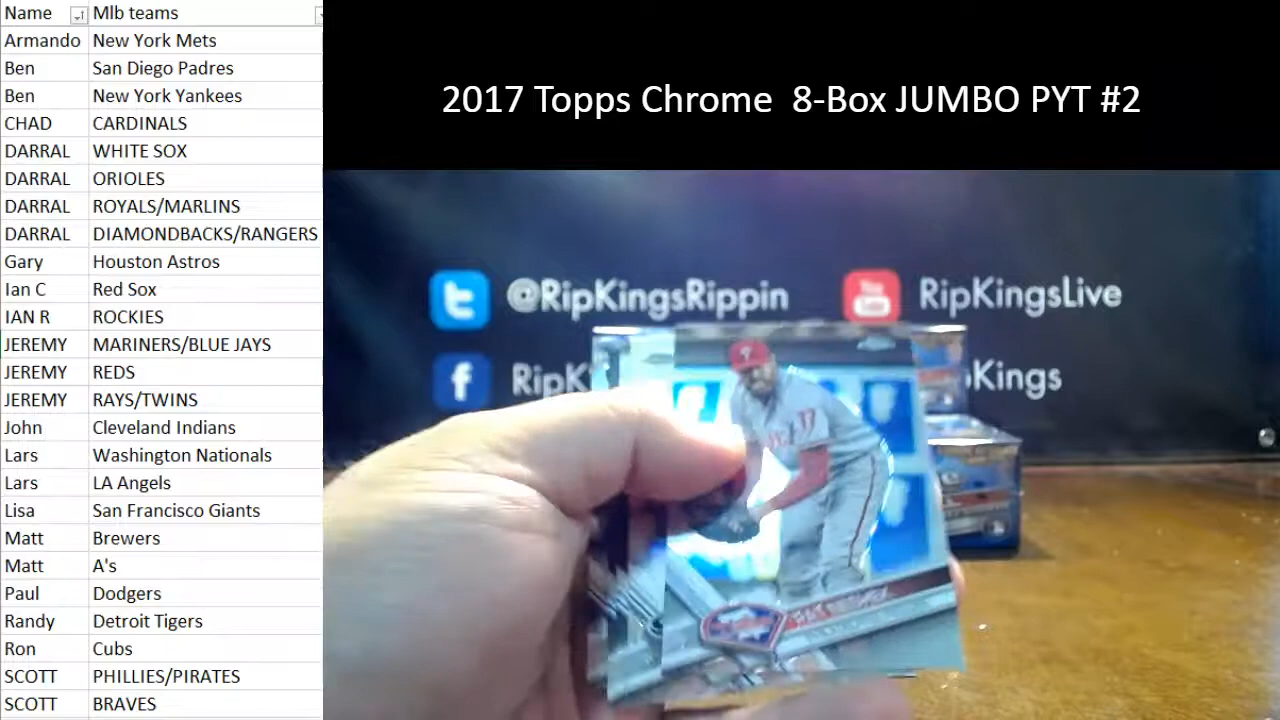 Name Mlb teams
Armando New York Mets
Ben San Diego Padres
Ben New York Yankees
CHAD CARDINALS
DARRAL WHITE SOX
DARRAL ORIOLES
DARRAL ROYALS/MARLINS
DARRAL DIAMONDBACKS/RANGERS
Gary Houston Astros
Ian C Red Sox
IAN R ROCKIES
JEREMY MARINERS/BLUE JAYS
JEREMY REDS
JEREMY RAYS/TWINS
John Cleveland Indians
Lars Washington Nationals
Lars LA Angels
Lisa San Francisco Giants
Matt Brewers
Matt A's
Paul Dodgers
Randy Detroit Tigers
Ron Cubs
SCOTT PHILLIES/PIRATES
SCOTT BRAVES
2017 Topps Chrome 8-Box JUMBO PYT #2
@RipKingsRippin
You
RipKingsLive
RipK
Kings
17